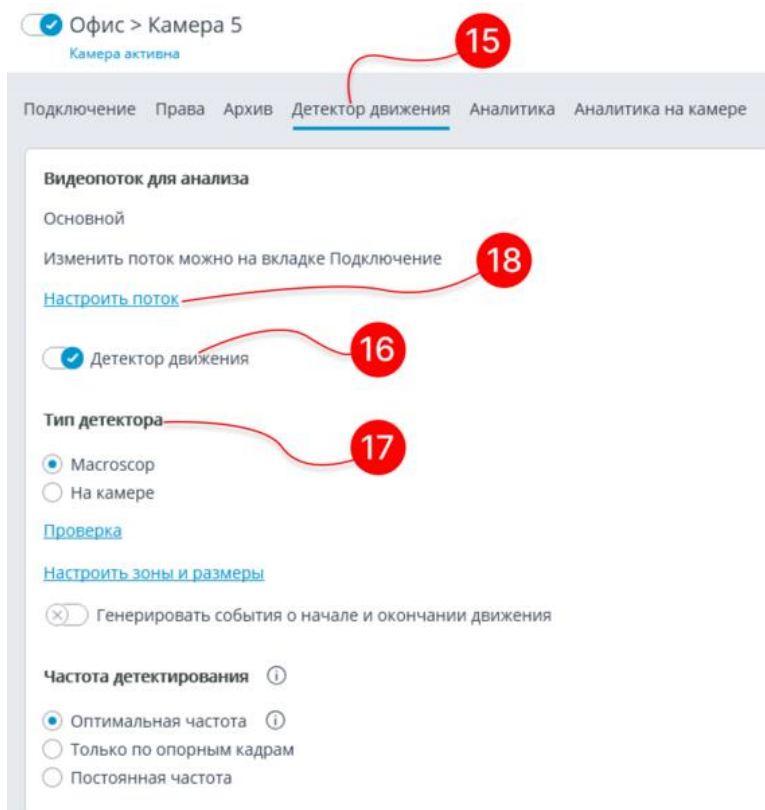 Офис > Камера 5
Камера активна
15
Подключение Права Архив Детектор движения Аналитика Аналитика на камере
Видеопоток для анализа
Основной
Изменить поток можно на вкладке Подключение
18
Настроить поток
16
Детектор движения
Тип детектора
17
Macroscop
На камере
Проверка
Настроить зоны и размеры
Генерировать события о начале и окончании движения
Частота детектирования
Оптимальная частота
Только по опорным кадрам
Постоянная частота